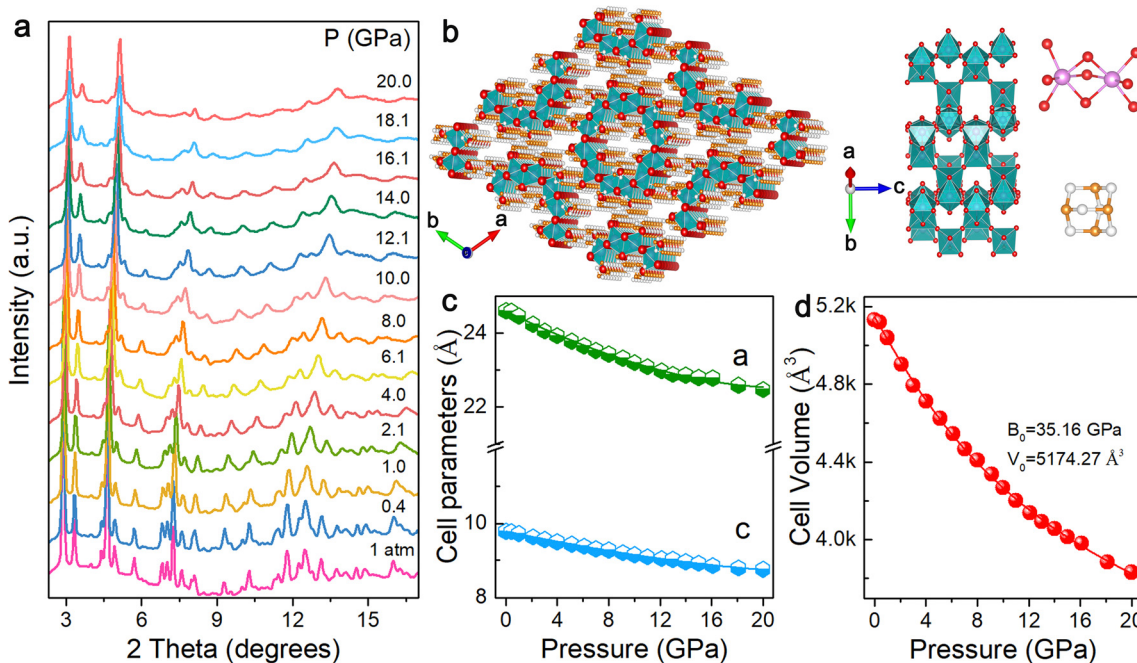 a
P (GPa)
20.0
18.1
16.1
14.0
12.1
10.0
8.0
6.1
4.0
2.1
1.0
0.4
1 atm
Intensity (a.u.)
3 6 9 12 15
2 Theta (degrees)
b
b a
a
c
b
c
24
22
10
8
a
c
Cell parameters (Å)
0 4 8 12 16 20
Pressure (GPa)
d
5.2k
4.8k
4.4k
4.0k
B₀=35.16 GPa
V₀=5174.27 Å³
Cell Volume (Å³)
0 4 8 12 16 20
Pressure (GPa)